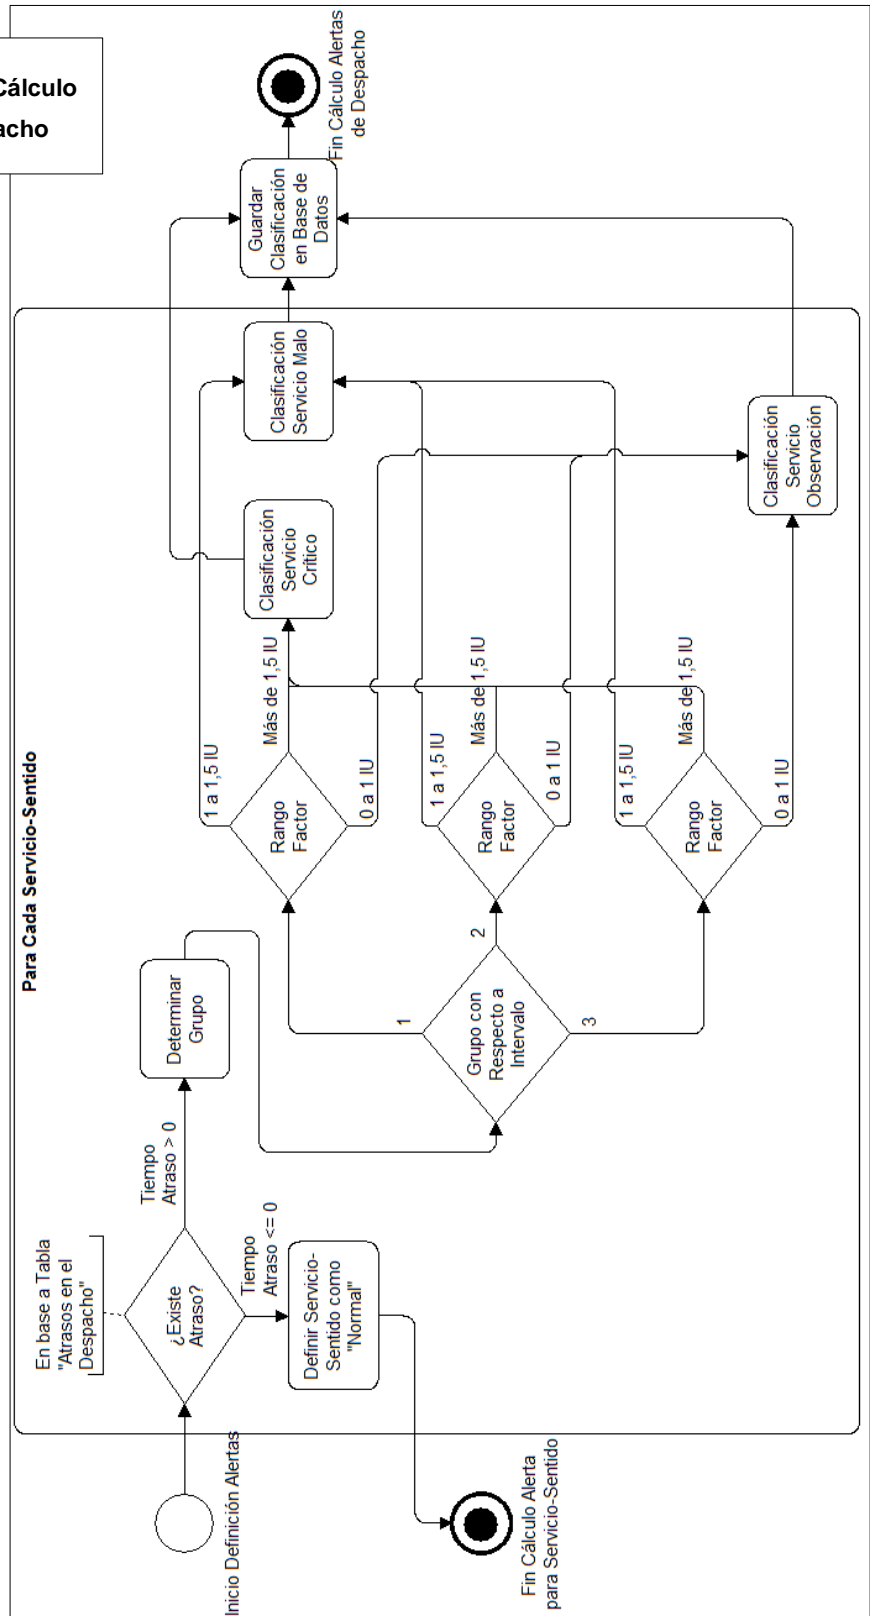 Cálculo
acho
Para Cada Servicio-Sentido
Inicio Definición Alertas
En base a Tabla
"Atrasos en el
Despacho"
¿Existe
Atraso?
Tiempo
Atraso > 0
Tiempo
Atraso <= 0
Definir Servicio-
Sentido como
"Normal"
Fin Cálculo Alerta
para Servicio-Sentido
Determinar
Grupo
Grupo con
Respecto a
Intervalo
1
2
3
Rango
Factor
1 a 1,5 IU
Más de 1,5 IU
0 a 1 IU
Rango
Factor
1 a 1,5 IU
Más de 1,5 IU
0 a 1 IU
Rango
Factor
1 a 1,5 IU
Más de 1,5 IU
0 a 1 IU
Clasificación
Servicio
Crítico
Clasificación
Servicio Malo
Clasificación
Servicio
Observación
Guardar
Clasificación
en Base de
Datos
Fin Cálculo Alertas
de Despacho